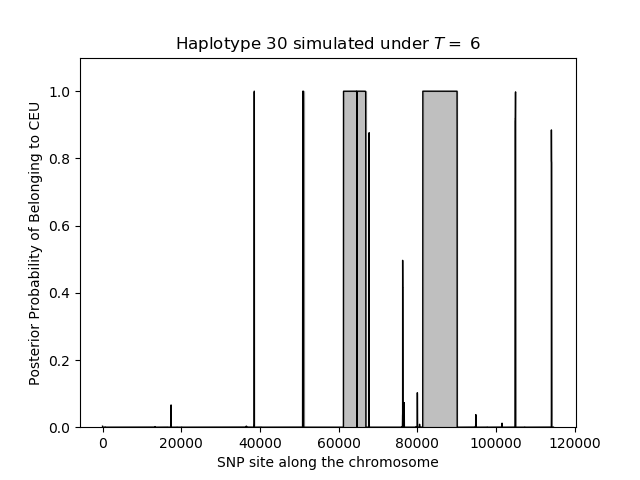 Haplotype 30 simulated under T = 6
Posterior Probability of Belonging to CEU
1.0
0.8
0.6
0.4
0.2
0.0
0 20000 40000 60000 80000 100000 120000
SNP site along the chromosome